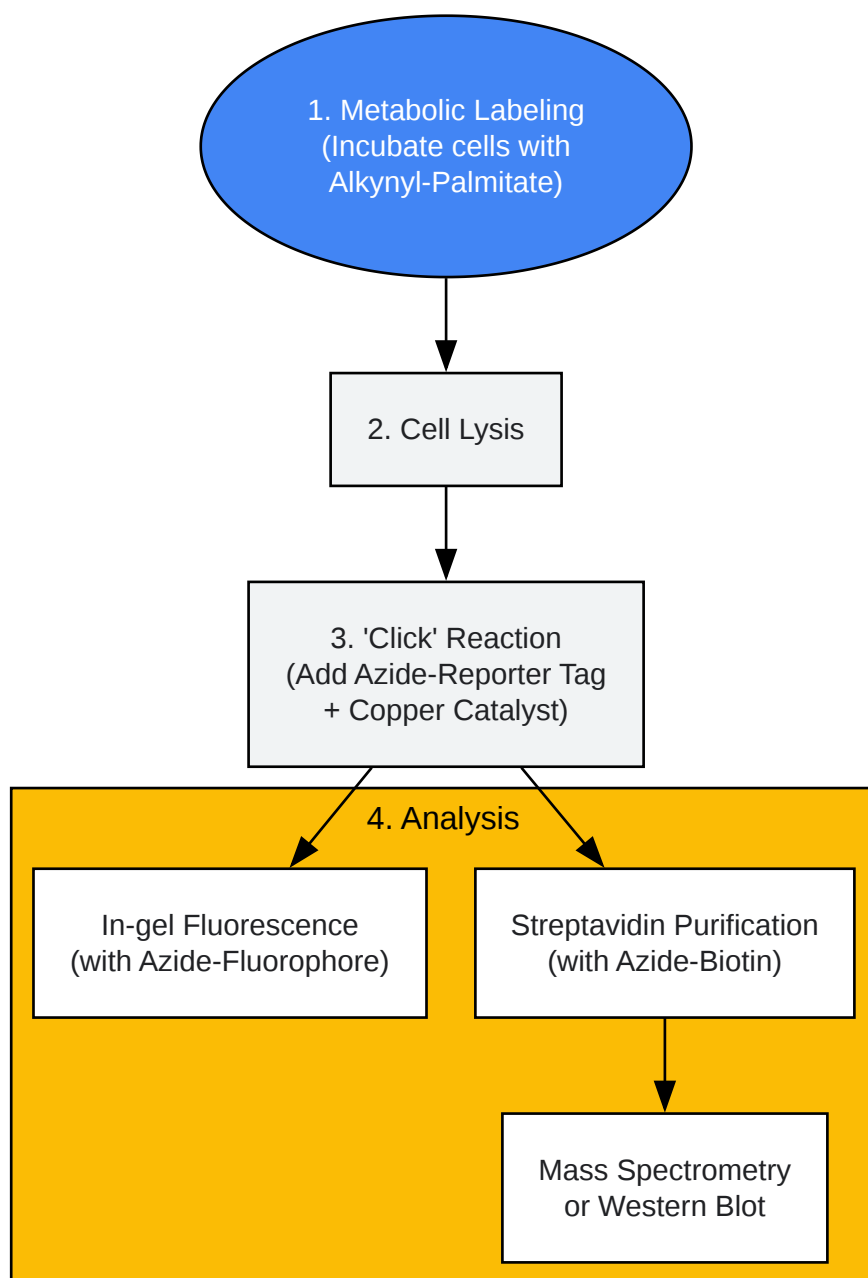 1. Metabolic Labeling
(Incubate cells with
Alkynyl-Palmitate)
2. Cell Lysis
3. 'Click' Reaction
(Add Azide-Reporter Tag
+ Copper Catalyst)
4. Analysis
In-gel Fluorescence
(with Azide-Fluorophore)
Streptavidin Purification
(with Azide-Biotin)
Mass Spectrometry
or Western Blot